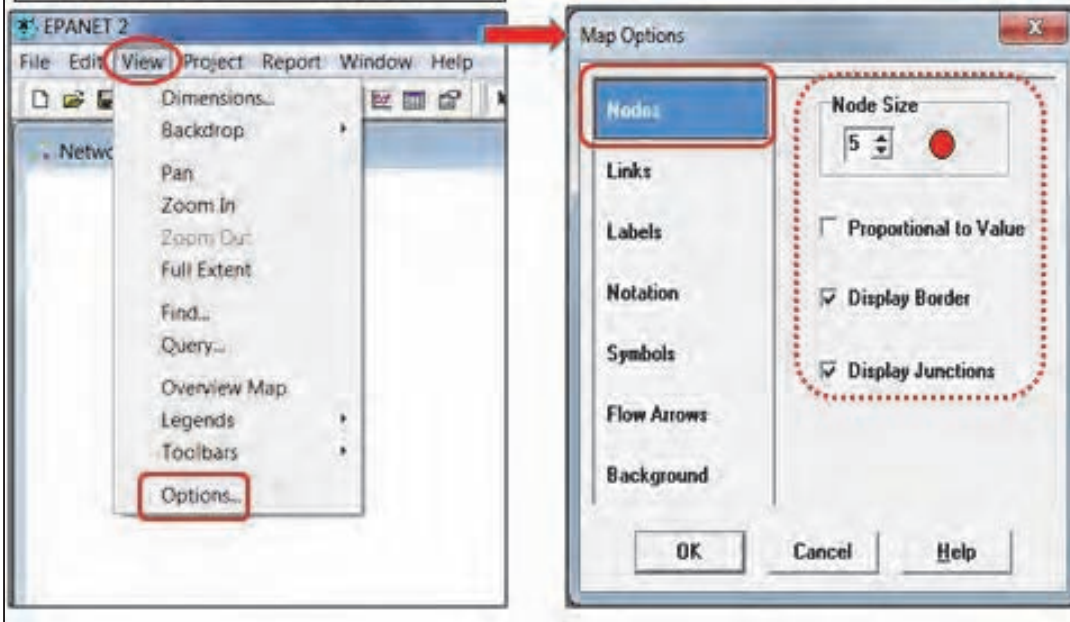 EPANET 2
File Edit View Project Report Window Help
Dimensions...
Backdrop
Netwo
Pan
Zoom In
Zoom Out
Full Extent
Find...
Query...
Overview Map
Legends
Toolbars
Options...
Map Options
Nodes
Links
Labels
Notation
Symbols
Flow Arrows
Background
Node Size
5
Proportional to Value
Display Border
Display Junctions
OK Cancel Help